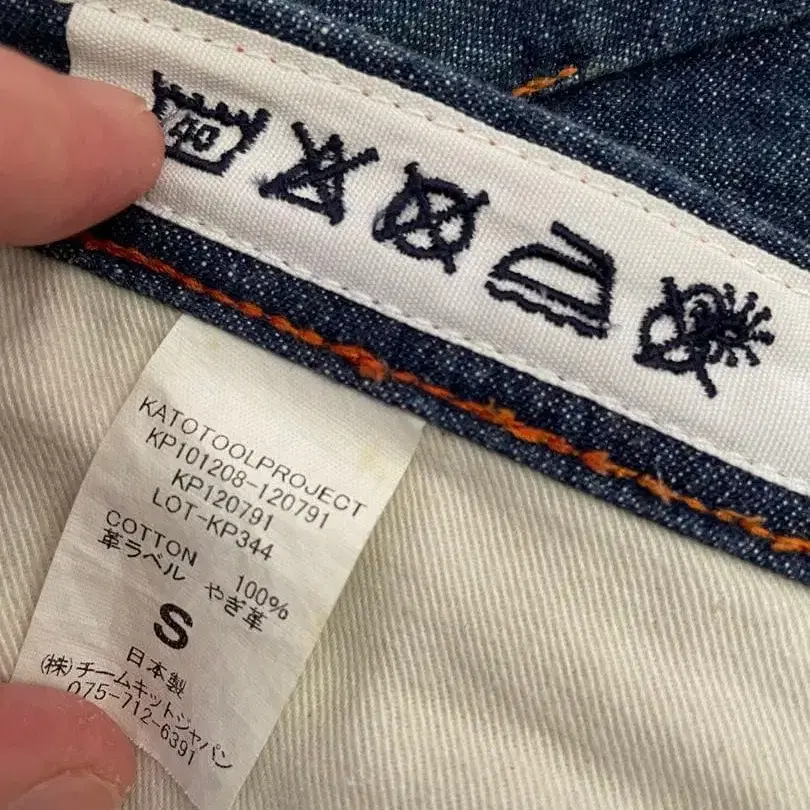 40
KATOTOOLPROJECT
KP101208-120791
KP120791
LOT-KP344
COTTON 100%
革ラベル やぎ革
S
日本製
(株)チームキットジャパン
075-712-6391